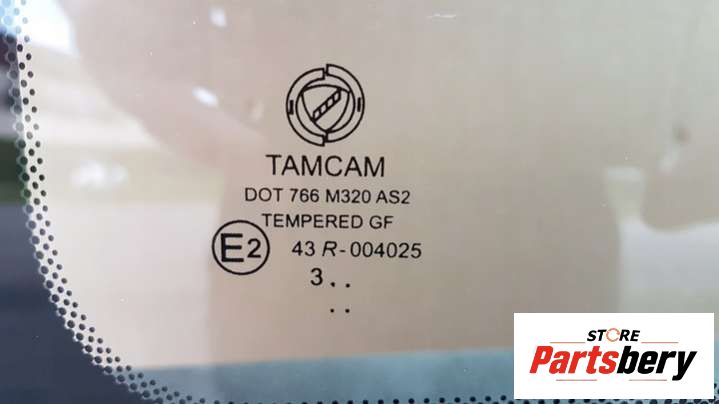 TAMCAM
DOT 766 M320 AS2
TEMPERED GF
E2 43 R-004025
3..
..
STORE
Partsbery